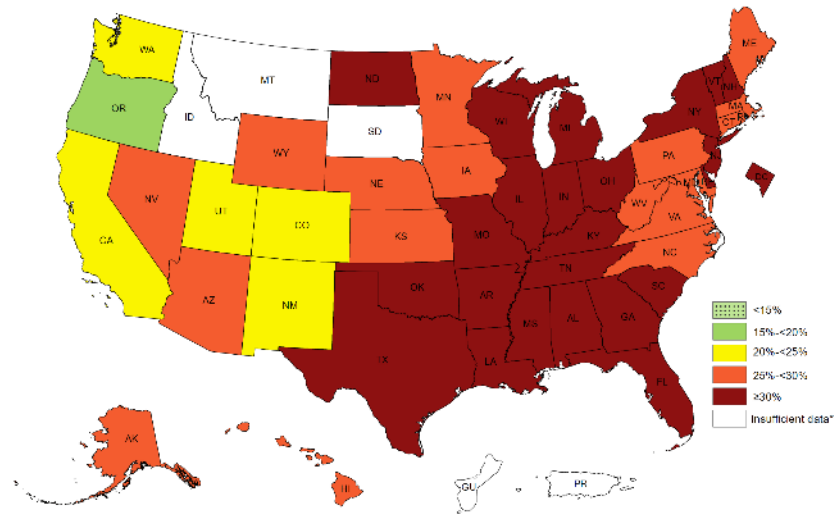 WA
MT
ND
MN
ME
OR
ID
SD
WI
MI
NY
VT
NH
MA
CT
WY
IA
PA
NJ
NE
NV
UT
CO
IL
IN
OH
DC
WV
VA
CA
KS
MO
KY
NC
TN
AZ
NM
OK
AR
SC
MS
AL
GA
TX
LA
FL
AK
HI
GU
PR
<15%
15%-<20%
20%-<25%
25%-<30%
≥30%
Insufficient data*